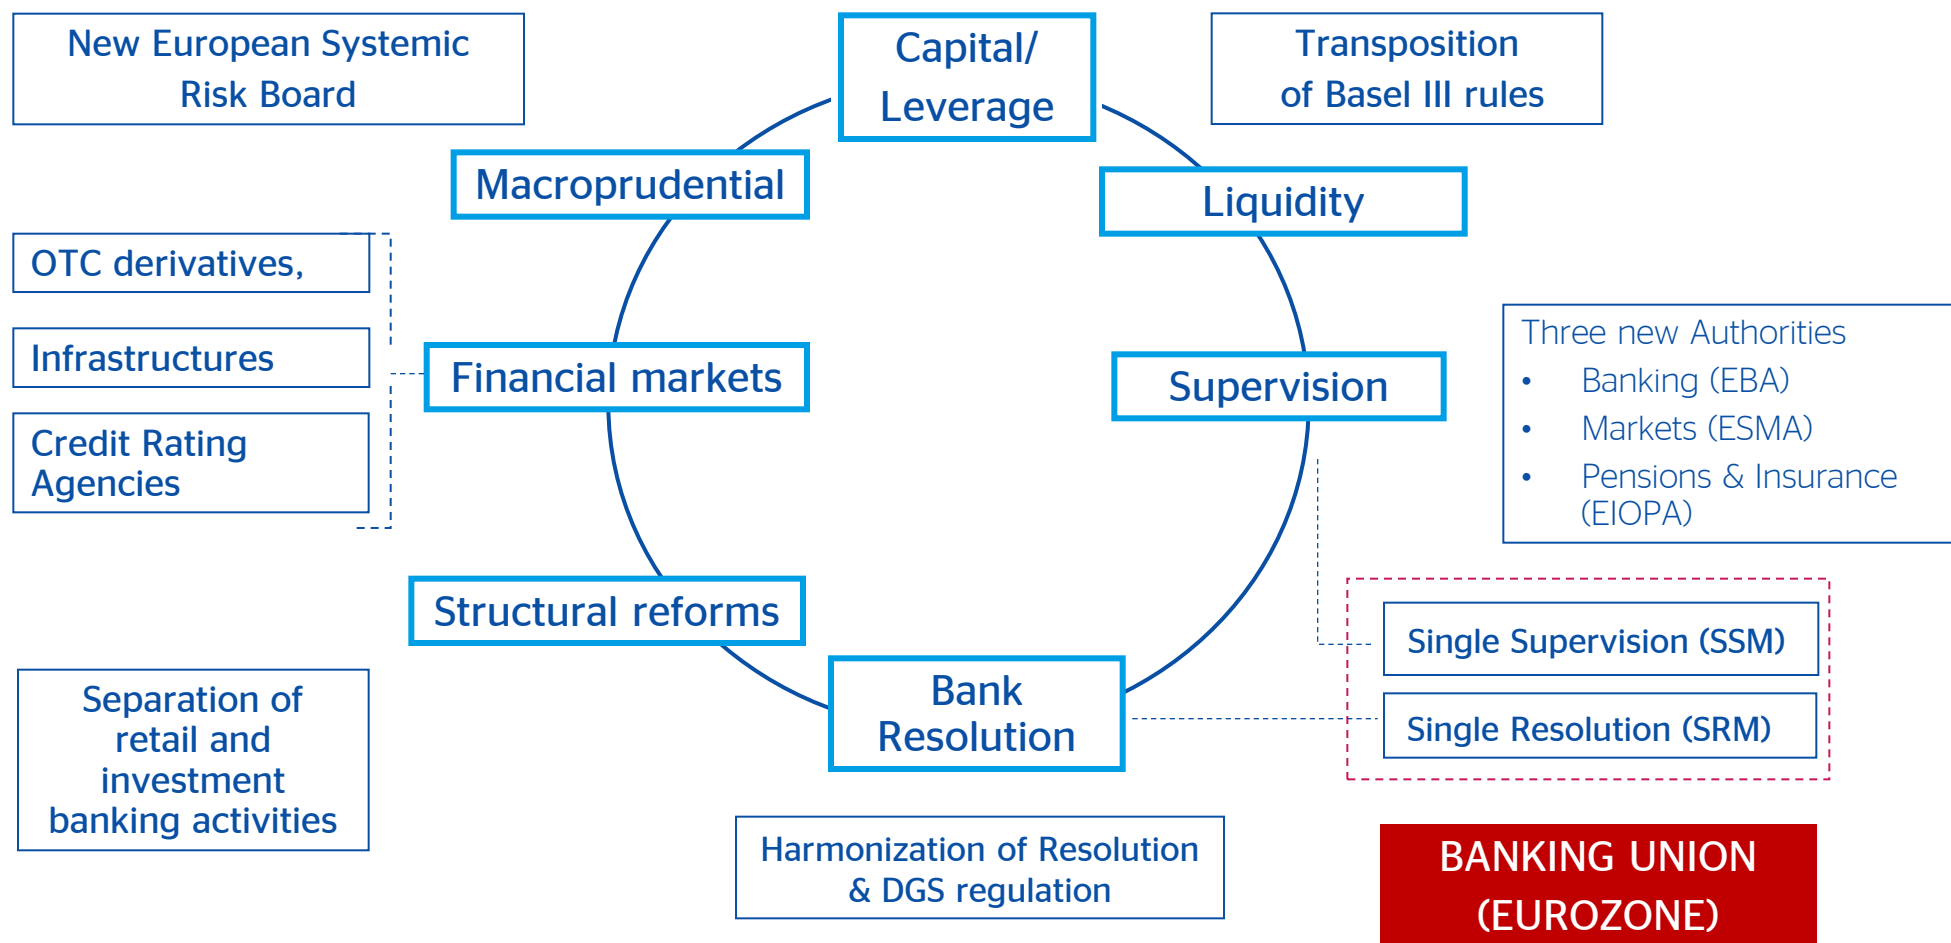 New European Systemic
Risk Board
Capital/
Leverage
Transposition
of Basel III rules
Macroprudential
Liquidity
OTC derivatives,
Infrastructures
Credit Rating
Agencies
Financial markets
Supervision
Three new Authorities
• Banking (EBA)
• Markets (ESMA)
• Pensions & Insurance
(EIOPA)
Structural reforms
Single Supervision (SSM)
Single Resolution (SRM)
Bank
Resolution
Separation of
retail and
investment
banking activities
Harmonization of Resolution
& DGS regulation
BANKING UNION
(EUROZONE)